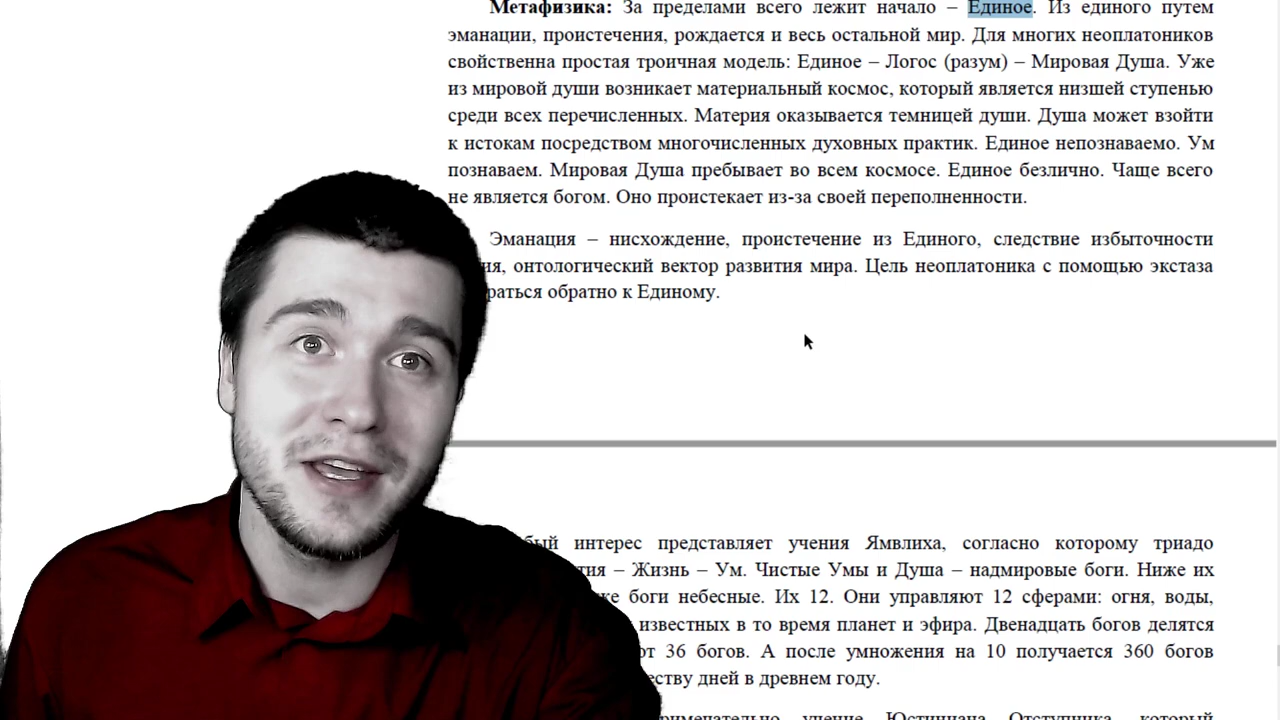 Метафизика: За пределами всего лежит начало – Единое. Из единого путем
эманации, проистечения, рождается и весь остальной мир. Для многих неоплатоников
свойственна простая троичная модель: Единое – Логос (разум) – Мировая Душа. Уже
из мировой души возникает материальный космос, который является низшей ступенью
среди всех перечисленных. Материя оказывается темницей души. Душа может взойти
к истокам посредством многочисленных духовных практик. Единое непознаваемо. Ум
познаваем. Мировая Душа пребывает во всем космосе. Единое безлично. Чаще всего
не является богом. Оно проистекает из-за своей переполненности.
Эманация – нисхождение, проистечение из Единого, следствие избыточности
онтологический вектор развития мира. Цель неоплатоника с помощью экстаза
обратно к Единому.
интерес представляет учения Ямвлиха, согласно которому триадо
– Жизнь – Ум. Чистые Умы и Душа – надмировые боги. Ниже их
боги небесные. Их 12. Они управляют 12 сферами: огня, воды,
известных в то время планет и эфира. Двенадцать богов делятся
36 богов. А после умножения на 10 получается 360 богов
дней в древнем году.
учение Юстиниана Отступника, который